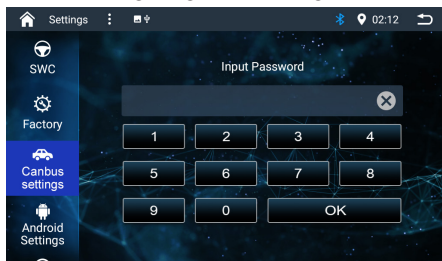 Settings
02:12
SWC
Input Password
Factory
1 2 3 4
Canbus
settings
5 6 7 8
9 0 OK
Android
Settings